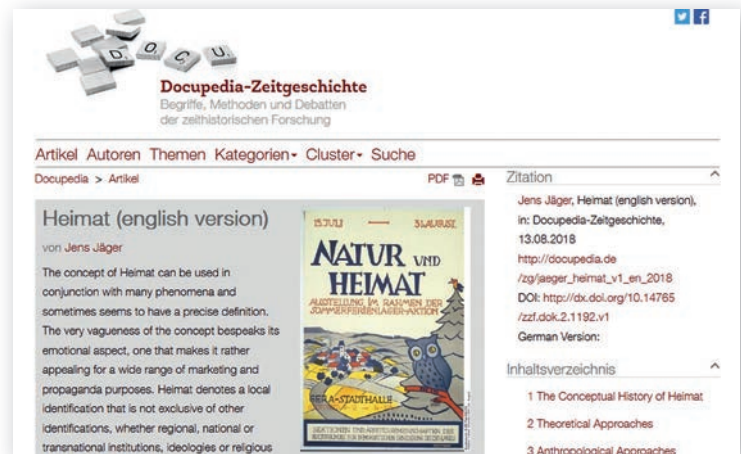 D O C U
Docupedia-Zeitgeschichte
Begriffe, Methoden und Debatten
der zeithistorischen Forschung
Artikel Autoren Themen Kategorien Cluster Suche
Docupedia > Artikel
PDF
Heimat (english version)
von Jens Jäger
The concept of Heimat can be used in
conjunction with many phenomena and
sometimes seems to have a precise definition.
The very vagueness of the concept bespeaks its
emotional aspect, one that makes it rather
appealing for a wide range of marketing and
propaganda purposes. Heimat denotes a local
identification that is not exclusive of other
identifications, whether regional, national or
transnational institutions, ideologies or religious
15.JULI — 31.AUGUST.
NATUR UND
HEIMAT
AUSSTELLUNG IM RAHMEN DER
SOMMERFERIENLAGER-AKTION
GERA-STADTHALLE
Zitation
Jens Jäger, Heimat (english version),
in: Docupedia-Zeitgeschichte,
13.08.2018
http://docupedia.de
/zg/jaeger_heimat_v1_en_2018
DOI: http://dx.doi.org/10.14765
/zzf.dok.2.1192.v1
German Version:
Inhaltsverzeichnis
1 The Conceptual History of Heimat
2 Theoretical Approaches
3 Anthropological Approaches